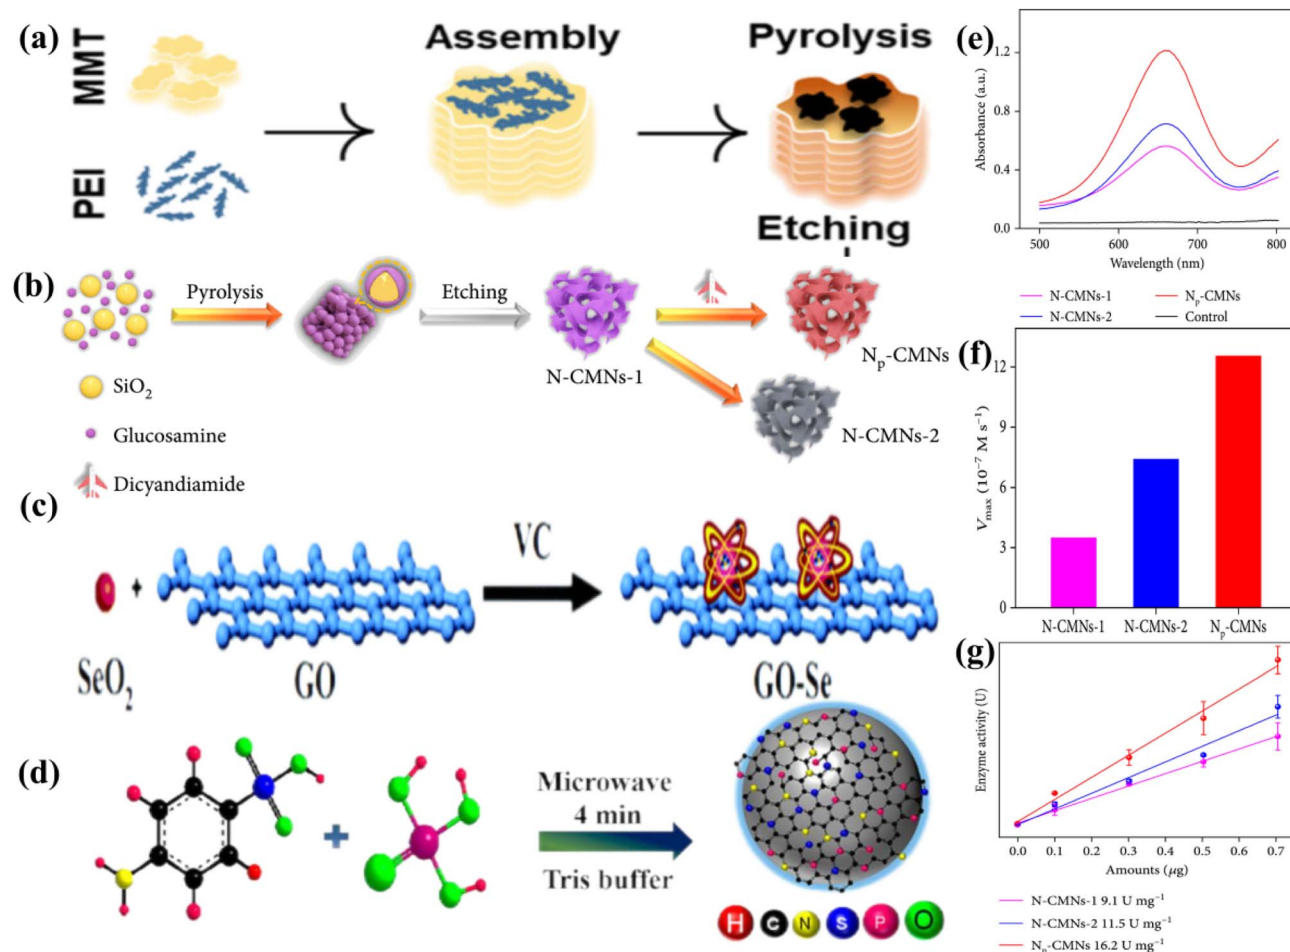 (a)
MMT
PEI
Assembly
Pyrolysis
Etching
(b)
Pyrolysis
Etching
N-CMNs-1
Nₚ-CMNs
N-CMNs-2
SiO₂
Glucosamine
Dicyandiamide
(c)
SeO₂
+
GO
VC
GO-Se
(d)
+
Microwave
4 min
Tris buffer
H C N S P O
(e)
Absorbance (a.u.)
1.2
0.8
0.4
0.0
500 600 700 800
Wavelength (nm)
N-CMNs-1 Nₚ-CMNs
N-CMNs-2 Control
(f)
Vₘₐₓ (10⁻⁷ M s⁻¹)
12
9
6
3
0
N-CMNs-1 N-CMNs-2 Nₚ-CMNs
(g)
Enzyme activity (U)
0.0 0.1 0.2 0.3 0.4 0.5 0.6 0.7
Amounts (μg)
N-CMNs-1 9.1 U mg⁻¹
N-CMNs-2 11.5 U mg⁻¹
Nₚ-CMNs 16.2 U mg⁻¹